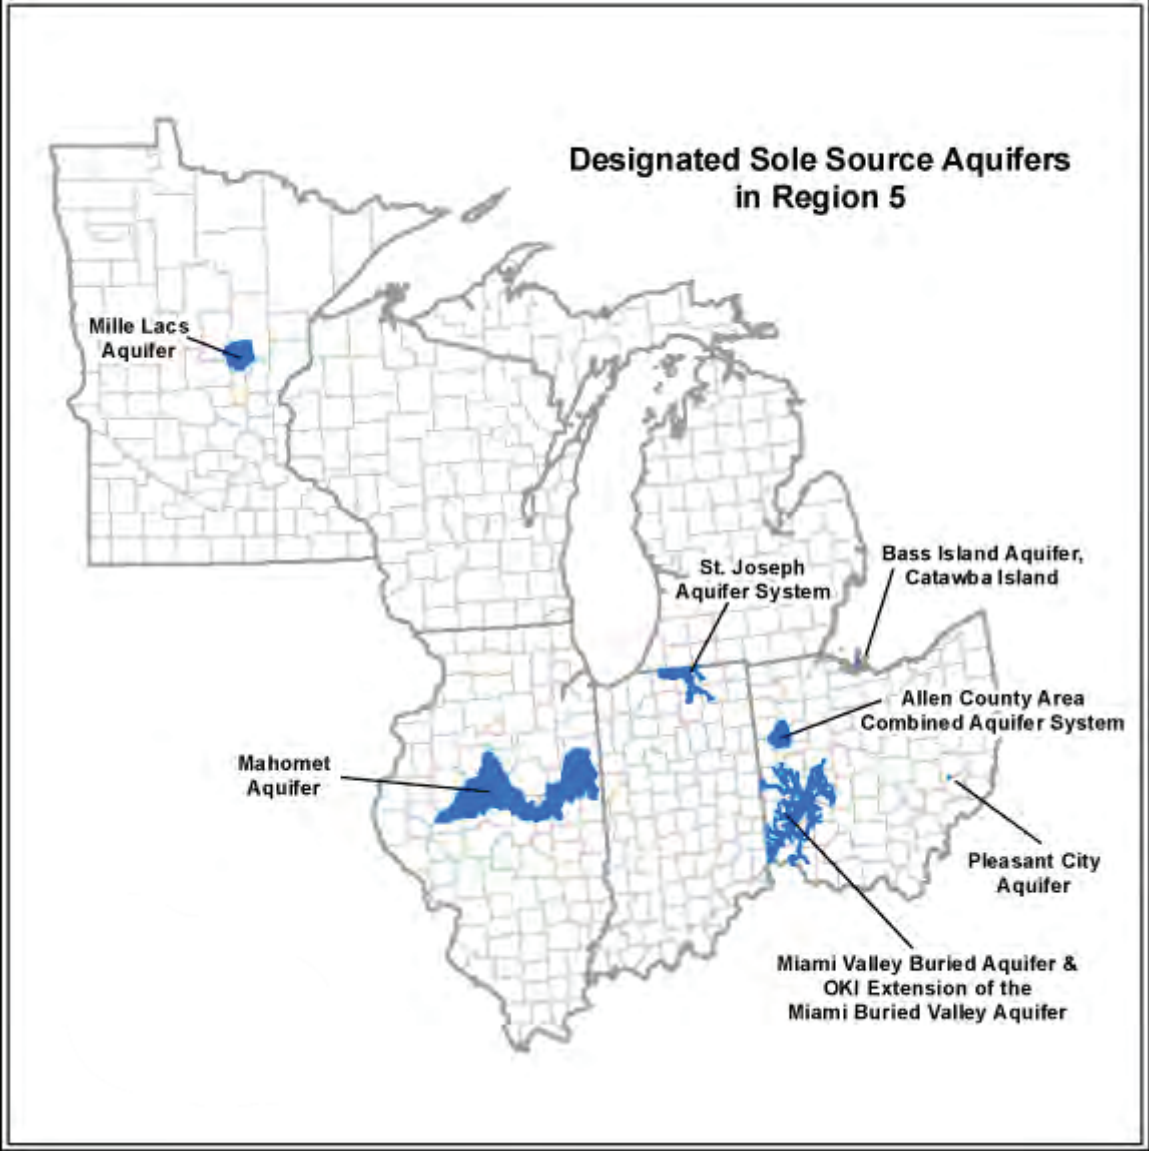 Designated Sole Source Aquifers
in Region 5
Mille Lacs
Aquifer
St. Joseph
Aquifer System
Bass Island Aquifer,
Catawba Island
Allen County Area
Combined Aquifer System
Mahomet
Aquifer
Pleasant City
Aquifer
Miami Valley Buried Aquifer &
OKI Extension of the
Miami Buried Valley Aquifer